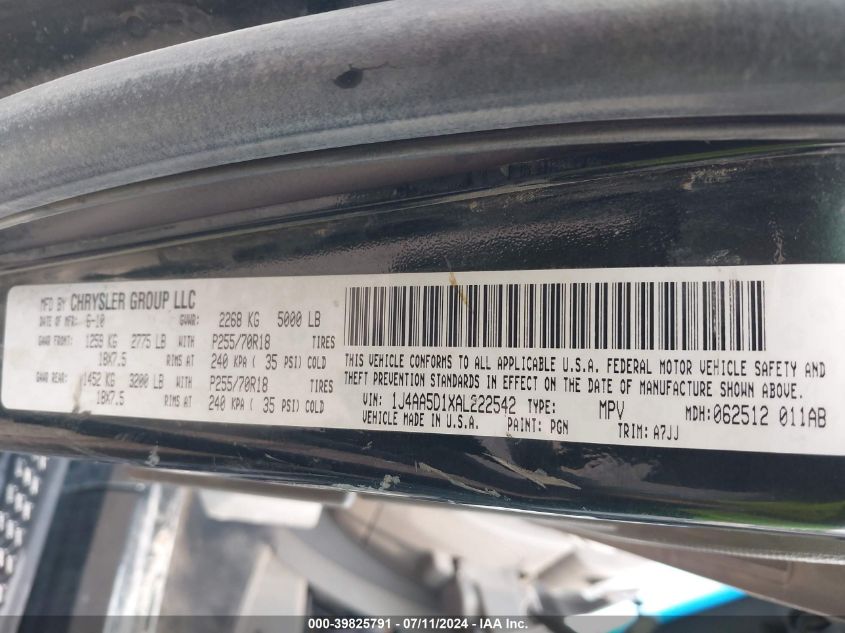 MFD BY CHRYSLER GROUP LLC
DATE OF MFR: 6-10 GVWR: 2268 KG 5000 LB
GAWR FRONT: 1259 KG 2775 LB WITH P255/70R18 TIRES
18X7.5 RIMS AT 240 KPA ( 35 PSI) COLD
GAWR REAR: 1452 KG 3200 LB WITH P255/70R18 TIRES
18X7.5 RIMS AT 240 KPA ( 35 PSI) COLD
THIS VEHICLE CONFORMS TO ALL APPLICABLE U.S.A. FEDERAL MOTOR VEHICLE SAFETY AND
THEFT PREVENTION STANDARDS IN EFFECT ON THE DATE OF MANUFACTURE SHOWN ABOVE.
VIN: 1J4AA5D1XAL222542 TYPE: MPV MDH:062512 011AB
VEHICLE MADE IN U.S.A. PAINT: PGN TRIM: A7JJ
000-39825791 - 07/11/2024 - IAA Inc.